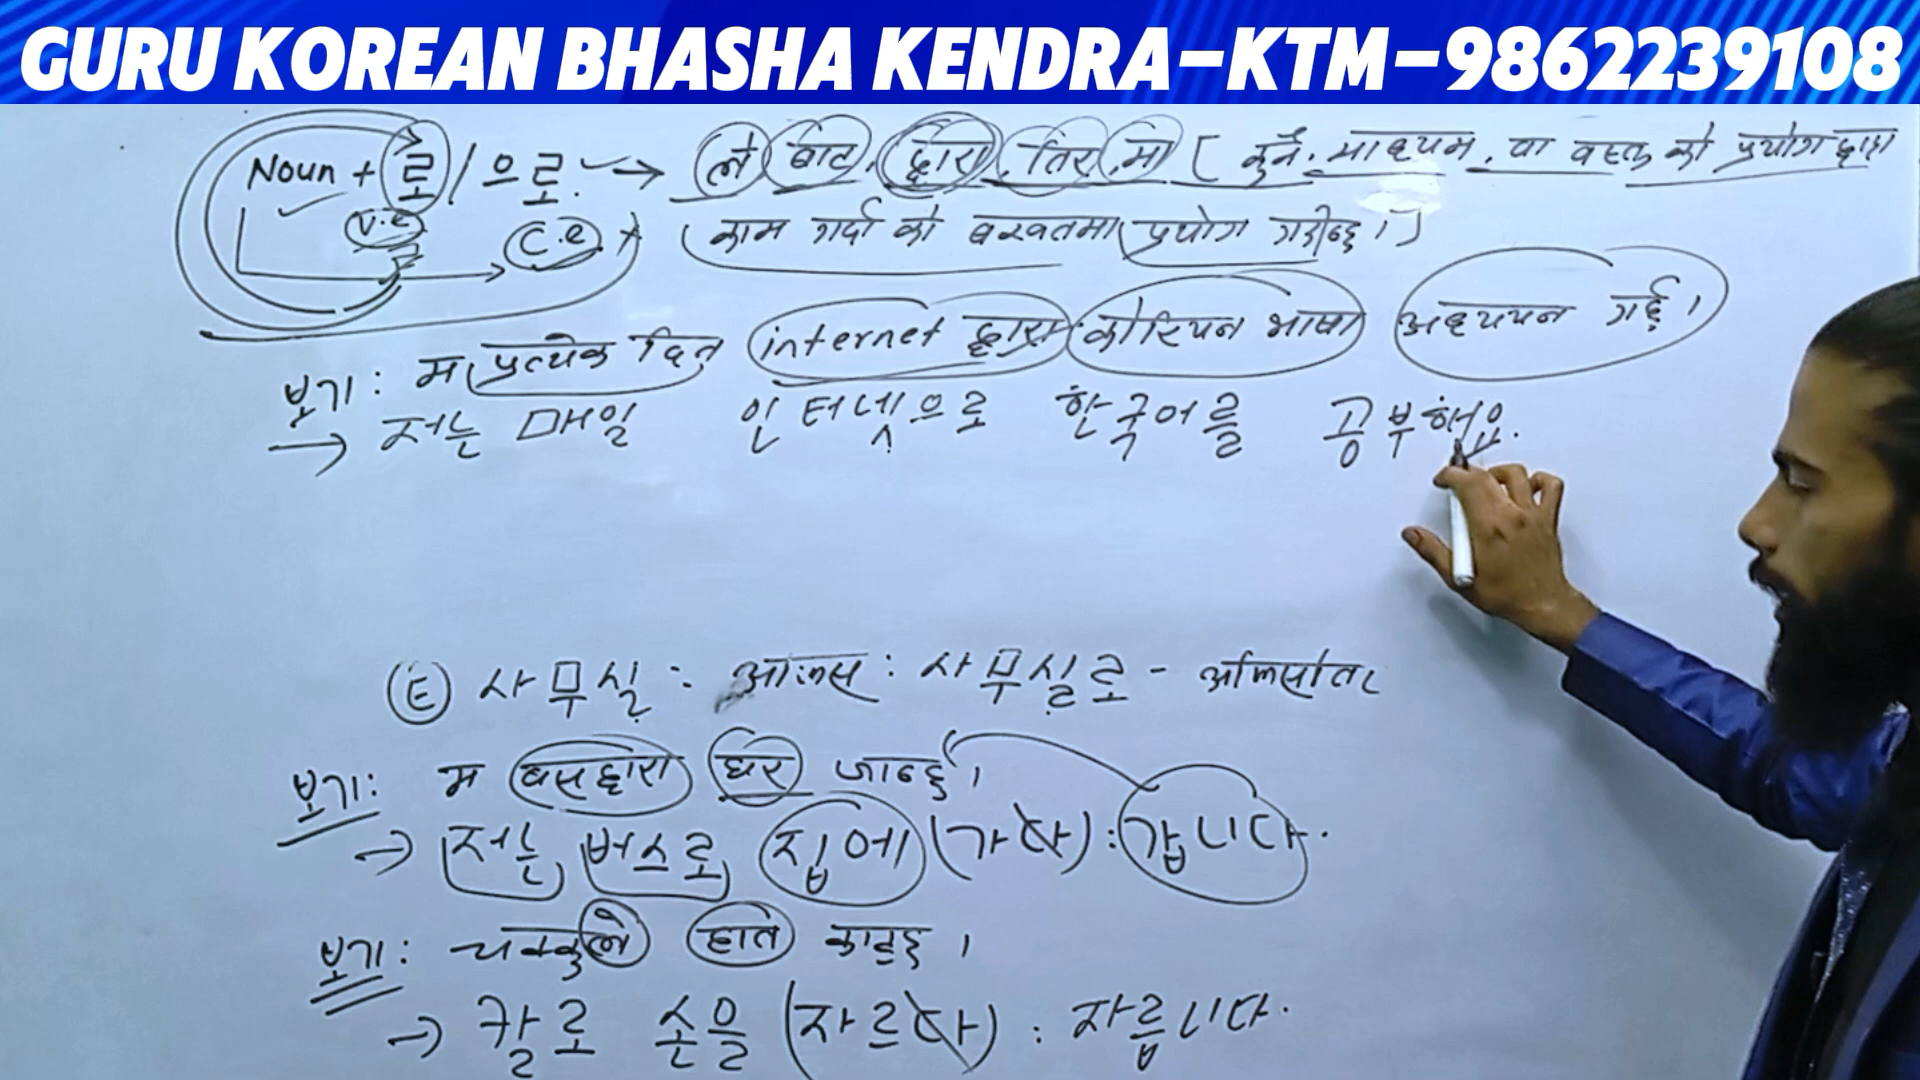 GURU KOREAN BHASHA KENDRA-KTM-9862239108
Noun + 로 / 으로. → ले बाट, द्वारा, तिर, मा [ कुनै, माध्यम, वा वस्तु को प्रयोग द्वारा
V.e C.e काम गर्दा को बखतमा प्रयोग गरीन्छ।]
보기: म प्रत्येक दिन internet द्वारा कोरियन भाषा अध्ययन गर्छु।
→ 저는 매일 인터넷으로 한국어를 공부해요.
Ⓔ 사무실: 사무실로 -
보기: म बसद्वारा घर जान्छु।
→ 저는 버스로 집에 (가다): 갑니다.
보기: चक्कुले हात काट्छ।
→ 칼로 손을 (자르다): 자릅니다.